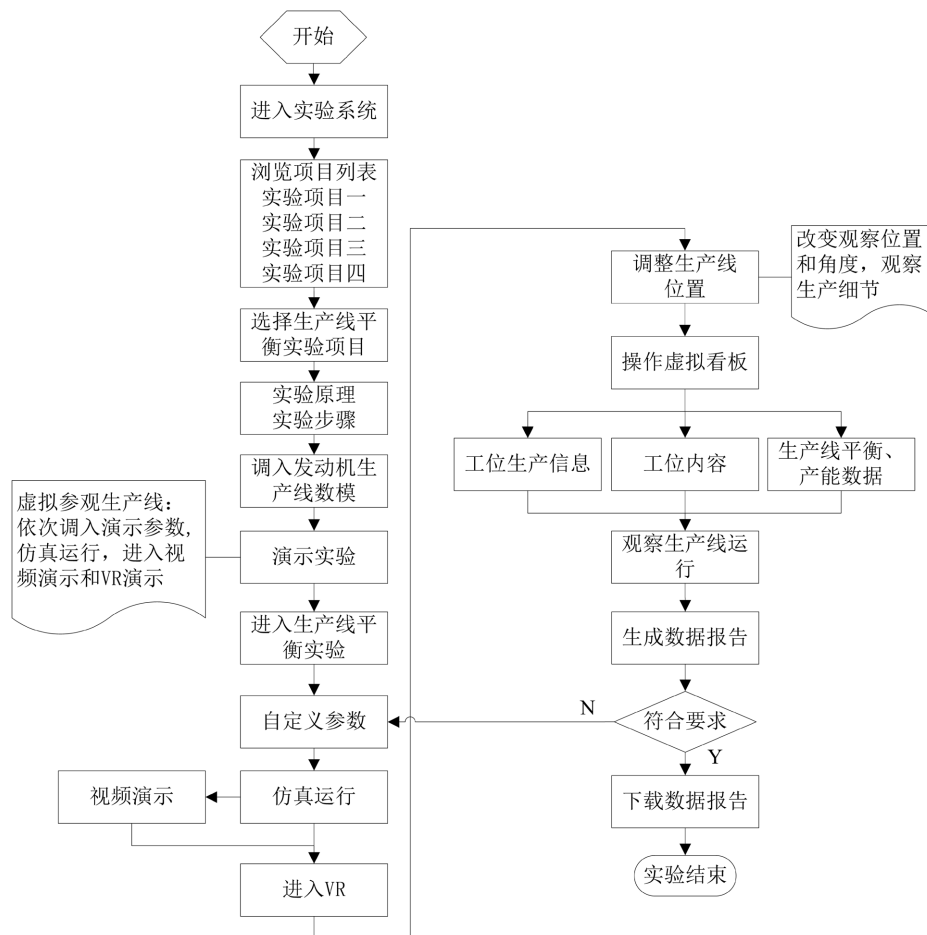 开始
进入实验系统
浏览项目列表
实验项目一
实验项目二
实验项目三
实验项目四
选择生产线平
衡实验项目
实验原理
实验步骤
调入发动机生
产线数模
虚拟参观生产线：
依次调入演示参数,
仿真运行，进入视
频演示和VR演示
演示实验
进入生产线平
衡实验
自定义参数
视频演示
仿真运行
进入VR
调整生产线
位置
改变观察位置
和角度，观察
生产细节
操作虚拟看板
工位生产信息
工位内容
生产线平衡、
产能数据
观察生产线运
行
生成数据报告
N
符合要求
Y
下载数据报告
实验结束